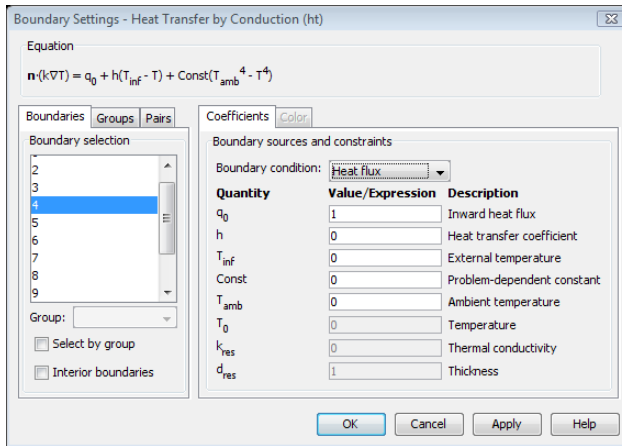 Boundary Settings - Heat Transfer by Conduction (ht)
Equation
n·(k∇T) = q0 + h(Tinf - T) + Const(Tamb^4 - T^4)
Boundaries Groups Pairs
Coefficients Color
Boundary selection
2
3
4
5
6
7
8
9
Group:
Select by group
Interior boundaries
Boundary sources and constraints
Boundary condition: Heat flux
Quantity Value/Expression Description
q0 1 Inward heat flux
h 0 Heat transfer coefficient
Tinf 0 External temperature
Const 0 Problem-dependent constant
Tamb 0 Ambient temperature
T0 0 Temperature
kres 0 Thermal conductivity
dres 1 Thickness
OK Cancel Apply Help